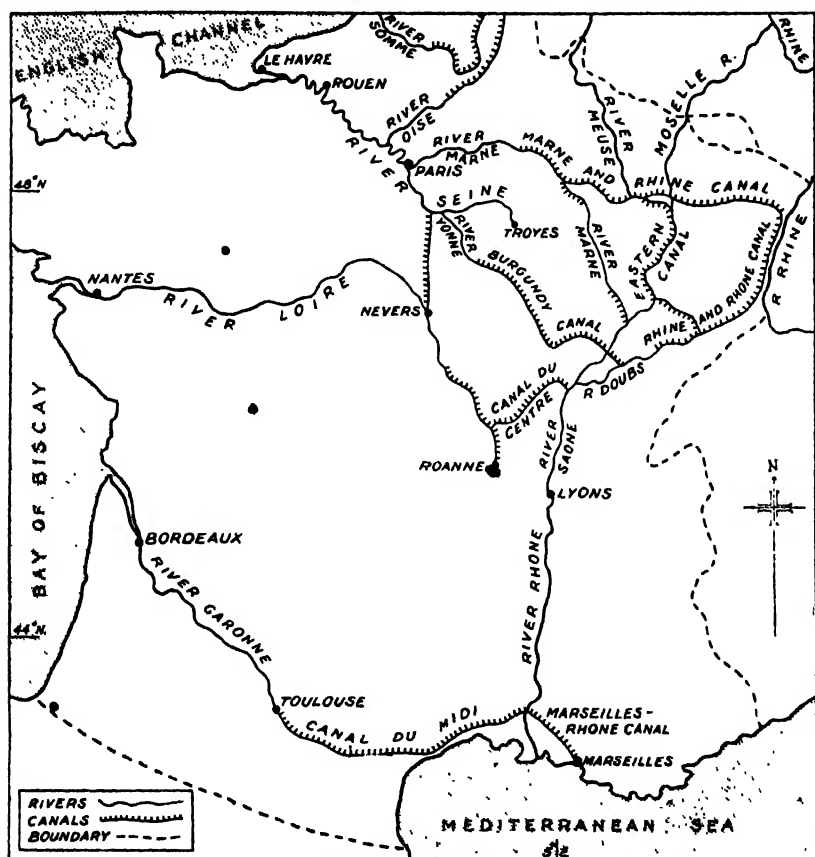 ENGLISH CHANNEL
LE HAVRE
ROUEN
RIVER
SOMME
RIVER
OISE
RIVER
MARNE
PARIS
RIVER
SEINE
TROYES
RIVER
YONNE
MARNE AND RHINE CANAL
RIVER
MEUSE
MOSELLE R.
RHINE
48°N
RIVER
MARNE
EASTERN
CANAL
R RHINE
BURGUNDY
CANAL
RHINE AND RHONE CANAL
NANTES
RIVER LOIRE
NEVERS
CANAL DU
CENTRE
R DOUBS
RIVER
SAONE
ROANNE
LYONS
N
BAY OF BISCAY
BORDEAUX
RIVER GARONNE
RIVER RHONE
44°N.
TOULOUSE
CANAL DU MIDI
MARSEILLES-
RHONE CANAL
MARSEILLES
RIVERS
CANALS
BOUNDARY
MEDITERRANEAN SEA